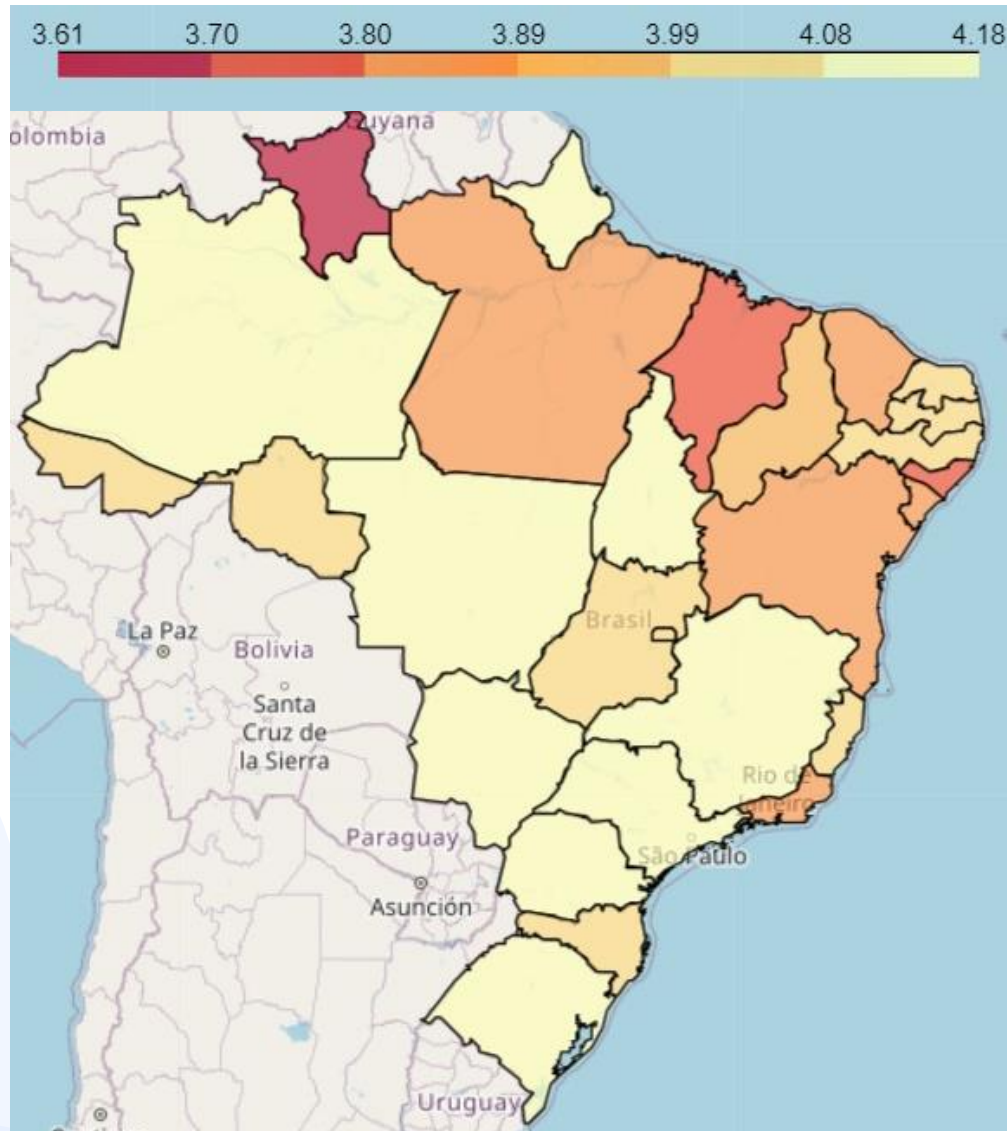 3.61 3.70 3.80 3.89 3.99 4.08 4.18
olombia
uyana
Brasil
La Paz
Bolivia
Santa
Cruz de
la Sierra
Rio de
Janeiro
Paraguay
São Paulo
Asunción
Uruguay